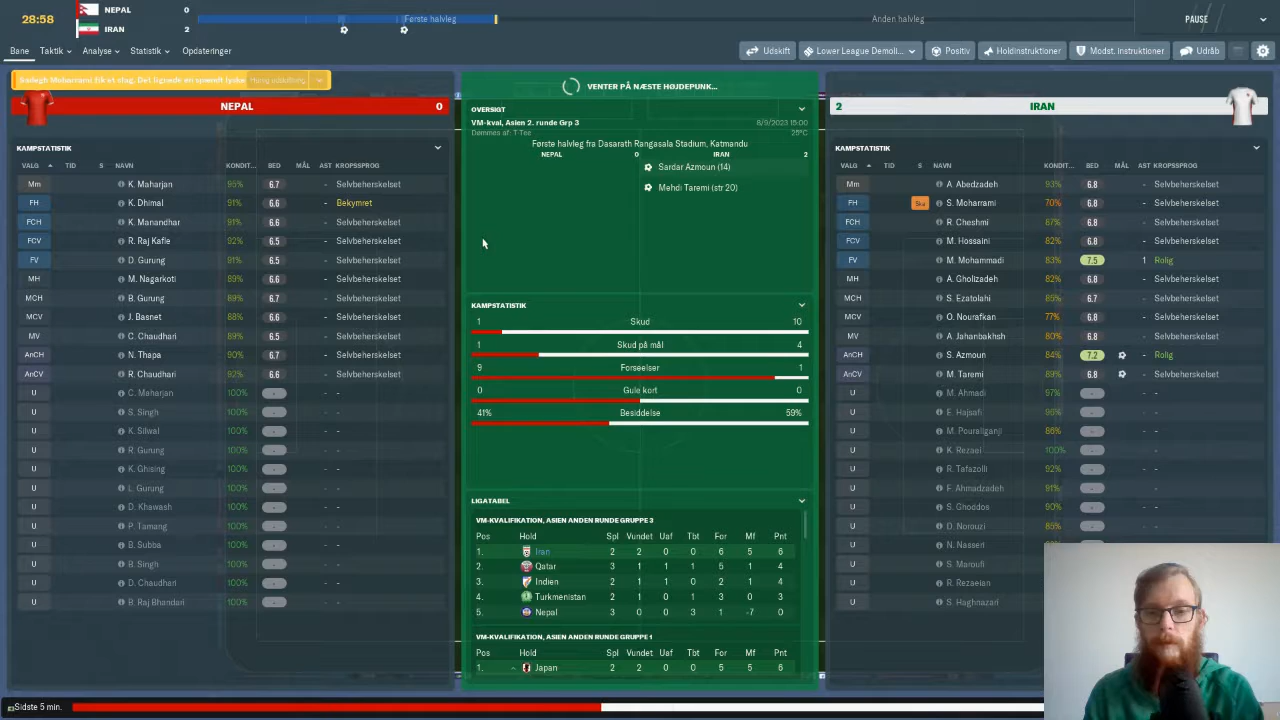 28:58
NEPAL 0
IRAN 2
Første halvleg
Anden halvleg
PAUSE
Bane Taktik Analyse Statistik Opdateringer
Udskift Lower League Demoli... Positiv Holdinstruktioner Modst. instruktioner Udråb
NEPAL 0
VENTER PÅ NÆSTE HØJDEPUNK...
2 IRAN
OVERSIGT
VM-kval, Asien 2. runde Grp 3
Første halvleg fra Dasarath Rangasala Stadium, Katmandu
NEPAL 0 IRAN 2
Sardar Azmoun (14)
Mehdi Taremi (str 20)
KAMPSTATISTIK
1 Skud 10
1 Skud på mål 4
9 Forseelser 1
0 Gule kort 0
41% Besiddelse 59%
LIGATABEL
VM-KVALIFIKATION, ASIEN ANDEN RUNDE GRUPPE 3
Pos Hold Spl Vundet Uaf Tbt For Mf Pnt
1. Iran 2 2 0 0 6 5 6
2. Qatar 3 1 1 1 5 1 4
3. Indien 2 1 1 0 2 1 4
4. Turkmenistan 2 1 0 1 3 0 3
5. Nepal 3 0 0 3 1 -7 0
VM-KVALIFIKATION, ASIEN ANDEN RUNDE GRUPPE 1
Pos Hold Spl Vundet Uaf Tbt For Mf Pnt
1. Japan 2 2 0 0 5 5 6
KAMPSTATISTIK
VALG TID S NAVN KONDIT... BED MÅL AST KROPSSPROG
Mm K. Maharjan 95% 6.7 - Selvbeherskelset
FH K. Dhimal 91% 6.6 - Bekymret
FCH K. Manandhar 91% 6.6 - Selvbeherskelset
FCV R. Raj Kafle 92% 6.5 - Selvbeherskelset
FV D. Gurung 91% 6.5 - Selvbeherskelset
MH M. Nagarkoti 89% 6.6 - Selvbeherskelset
MCH B. Gurung 89% 6.7 - Selvbeherskelset
MCV J. Basnet 88% 6.6 - Selvbeherskelset
MV C. Chaudhari 89% 6.5 - Selvbeherskelset
AnCH N. Thapa 90% 6.7 - Selvbeherskelset
AnCV R. Chaudhari 92% 6.6 - Selvbeherskelset
U C. Maharjan 100% - - -
U S. Singh 100% - - -
U K. Silwal 100% - - -
U R. Gurung 100% - - -
U K. Ghising 100% - - -
U L. Gurung 100% - - -
U D. Khawash 100% - - -
U P. Tamang 100% - - -
U B. Subba 100% - - -
U B. Singh 100% - - -
U D. Chaudhari 100% - - -
U B. Raj Bhandari 100% - - -
KAMPSTATISTIK
VALG TID S NAVN KONDIT... BED MÅL AST KROPSSPROG
Mm A. Abedzadeh 93% 6.8 - Selvbeherskelset
FH Ska S. Moharrami 70% 6.8 - Selvbeherskelset
FCH R. Cheshmi 87% 6.8 - Selvbeherskelset
FCV M. Hossaini 82% 6.8 - Selvbeherskelset
FV M. Mohammadi 83% 7.5 1 Rolig
MH A. Gholizadeh 82% 6.8 - Selvbeherskelset
MCH S. Ezatolahi 85% 6.7 - Selvbeherskelset
MCV O. Nourafkan 77% 6.8 - Selvbeherskelset
MV A. Jahanbakhsh 80% 6.8 - Selvbeherskelset
AnCH S. Azmoun 84% 7.2 - Rolig
AnCV M. Taremi 89% 6.8 - Selvbeherskelset
U M. Ahmadi 97% - - -
U E. Hajsafi 95% - - -
U M. Pouraliganji 86% - - -
U K. Rezaei 100% - - -
U R. Tafazolli 92% - - -
U F. Ahmadzadeh 91% - - -
U S. Ghoddos 90% - - -
U O. Norouzi 85% - - -
U N. Nasseri
U S. Maroufi
U R. Rezaeian
U S. Haghnazari
Sidste 5 min.